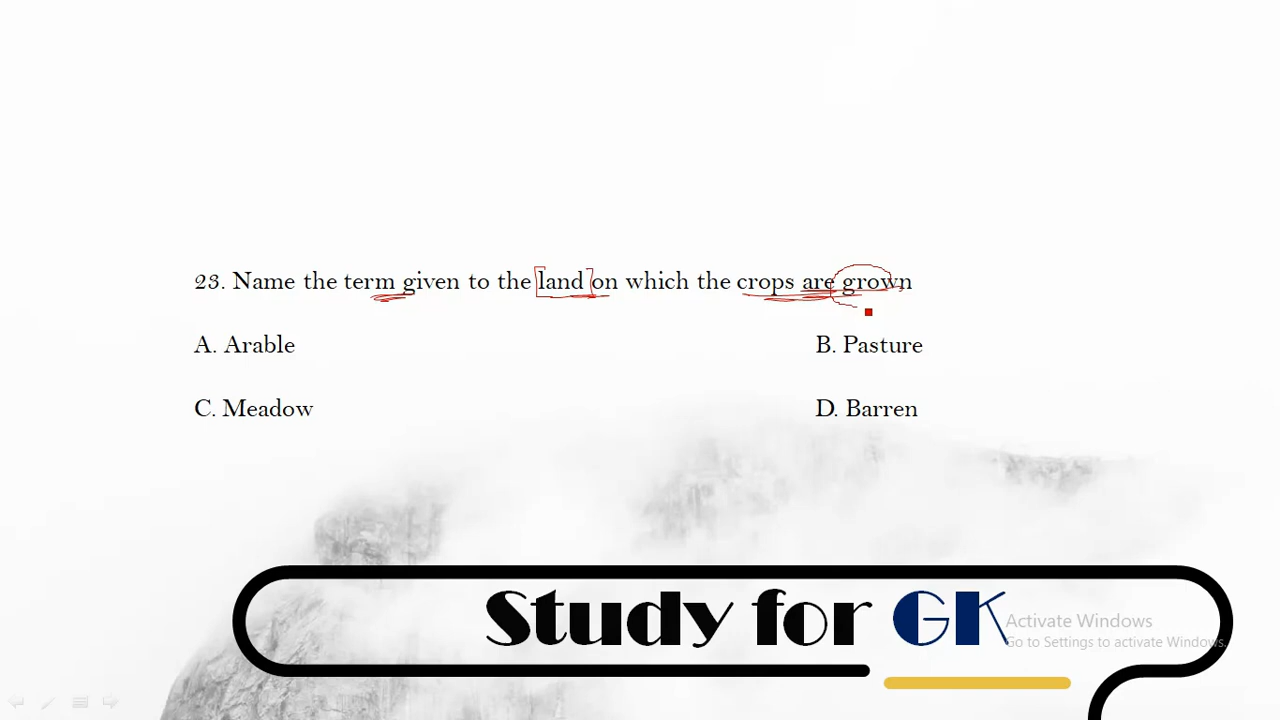 23. Name the term given to the land on which the crops are grown
A. Arable
B. Pasture
C. Meadow
D. Barren
Study for GK
Activate Windows
Go to Settings to activate Windows.